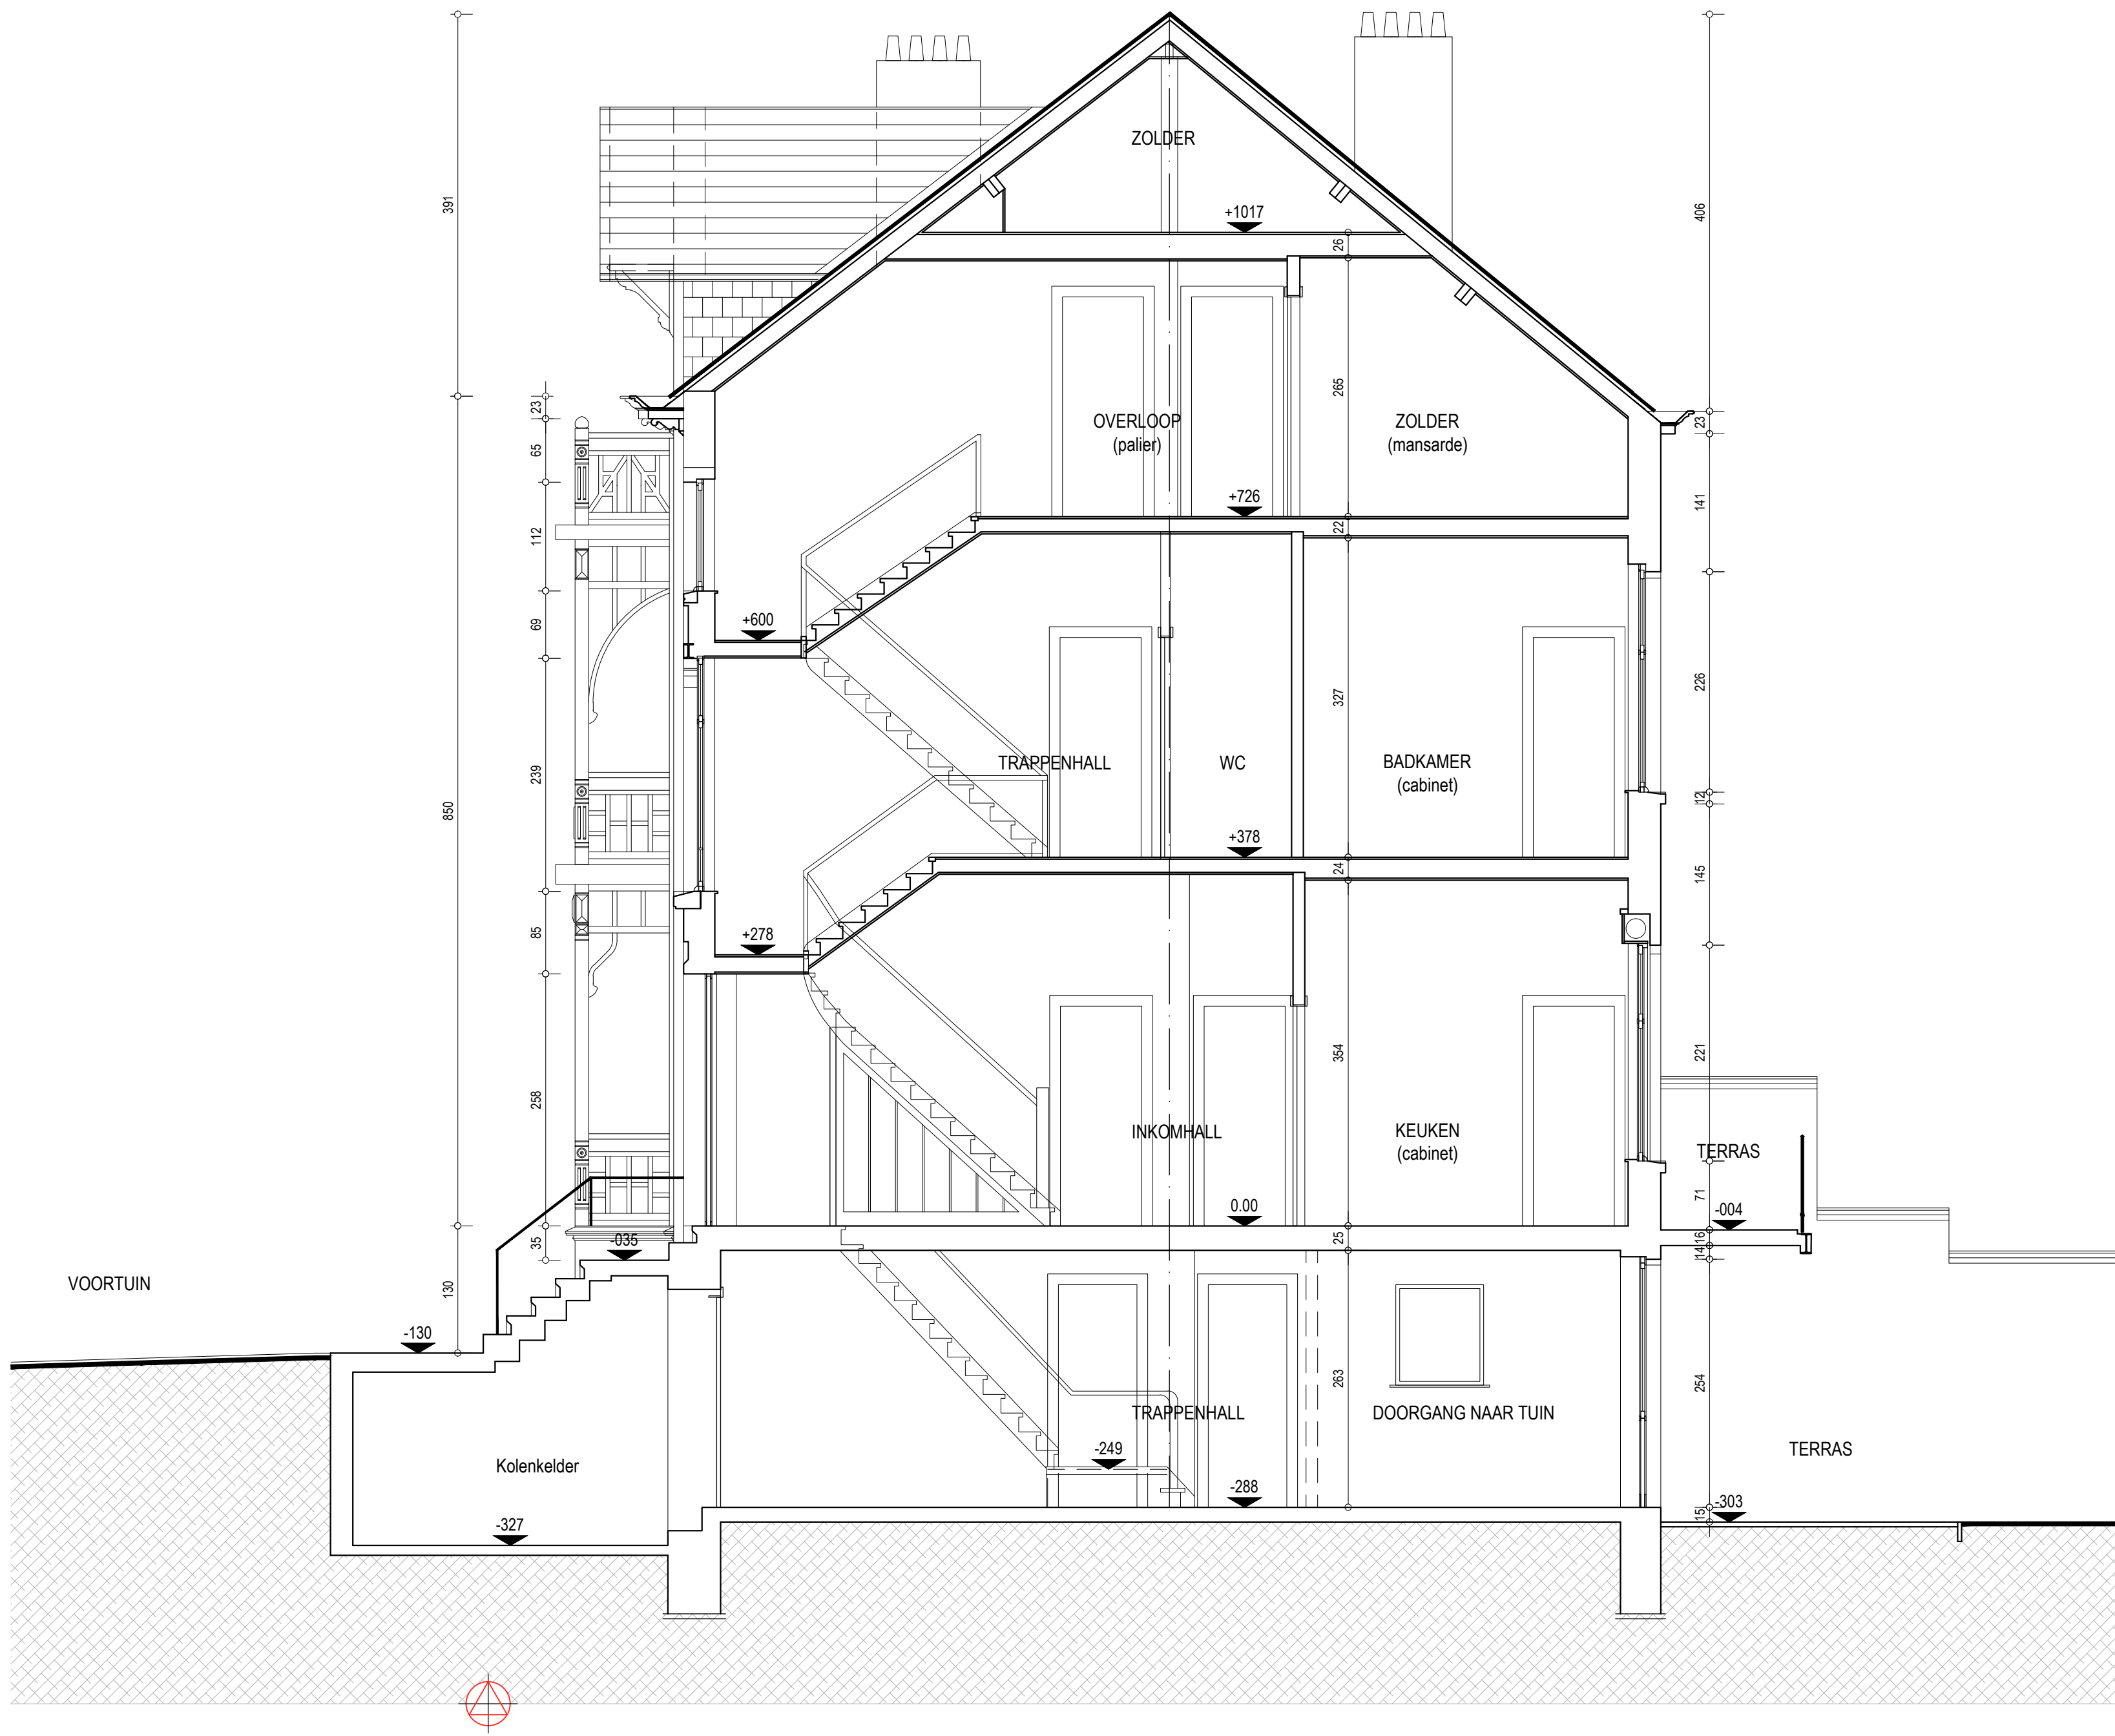 ZOLDER
+1017
391
406
26
23
65
112
69
239
85
258
35
850
130
OVERLOOP
(palier)
ZOLDER
(mansarde)
265
+726
22
23
141
226
12
145
221
71
16
14
254
15
+600
327
TRAPPENHALL
WC
BADKAMER
(cabinet)
+378
24
+278
354
INKOMHALL
KEUKEN
(cabinet)
TERRAS
0.00
-004
25
-035
VOORTUIN
-130
263
TRAPPENHALL
DOORGANG NAAR TUIN
TERRAS
-249
Kolenkelder
-288
-303
-327